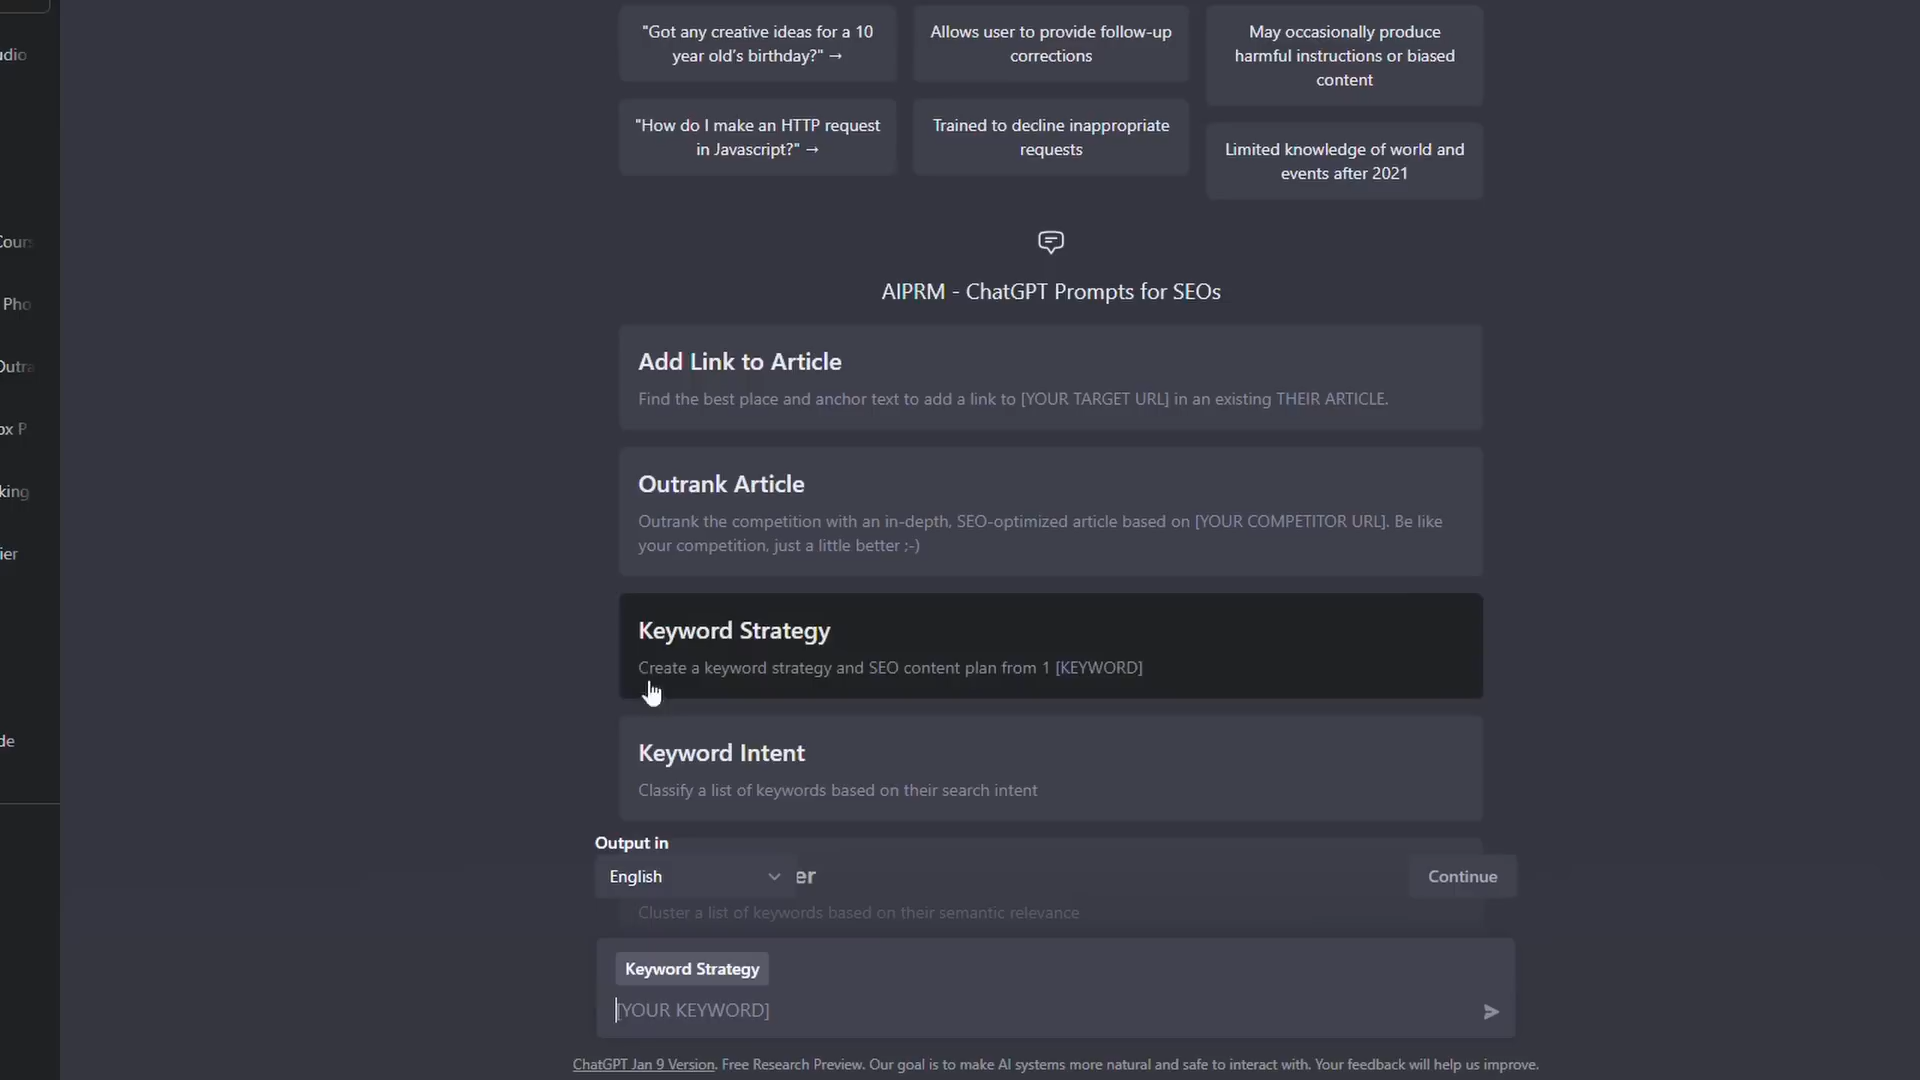 "Got any creative ideas for a 10
year old's birthday?" →
Allows user to provide follow-up
corrections
May occasionally produce
harmful instructions or biased
content
"How do I make an HTTP request
in Javascript?" →
Trained to decline inappropriate
requests
Limited knowledge of world and
events after 2021
AIPRM - ChatGPT Prompts for SEOs
Add Link to Article
Find the best place and anchor text to add a link to [YOUR TARGET URL] in an existing THEIR ARTICLE.
Outrank Article
Outrank the competition with an in-depth, SEO-optimized article based on [YOUR COMPETITOR URL]. Be like
your competition, just a little better ;-)
Keyword Strategy
Create a keyword strategy and SEO content plan from 1 [KEYWORD]
Keyword Intent
Classify a list of keywords based on their search intent
Output in
English
er
Continue
Cluster a list of keywords based on their semantic relevance
Keyword Strategy
[YOUR KEYWORD]
ChatGPT Jan 9 Version. Free Research Preview. Our goal is to make AI systems more natural and safe to interact with. Your feedback will help us improve.
udio
Cour
Pho
Outra
ox P
king
ier
de